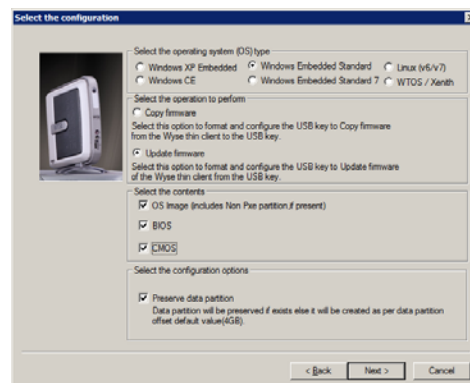 Select the configuration
Select the operating system (OS) type
Windows XP Embedded Windows Embedded Standard Linux (v6/v7)
Windows CE Windows Embedded Standard 7 WTOS / Xenith
Select the operation to perform
Copy firmware
Select this option to format and configure the USB key to Copy firmware
from the Wyse thin client to the USB key.
Update firmware
Select this option to format and configure the USB key to Update firmware
of the Wyse thin client from the USB key.
Select the contents
OS Image (includes Non Pxe partition,if present)
BIOS
CMOS
Select the configuration options
Preserve data partition
Data partition will be preserved if exists else it will be created as per data partition
offset default value(4GB).
< Back Next > Cancel